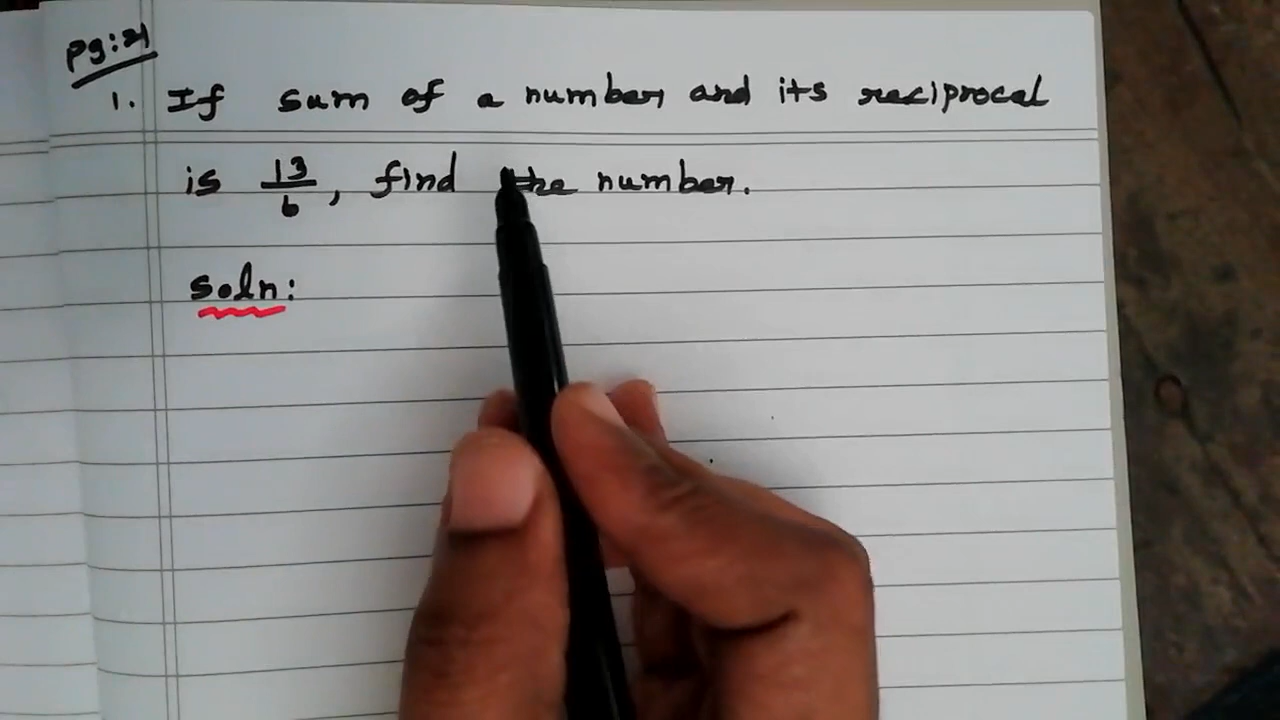 Pg:21
1. If sum of a number and its reciprocal
is 13/6, find the number.
Soln: